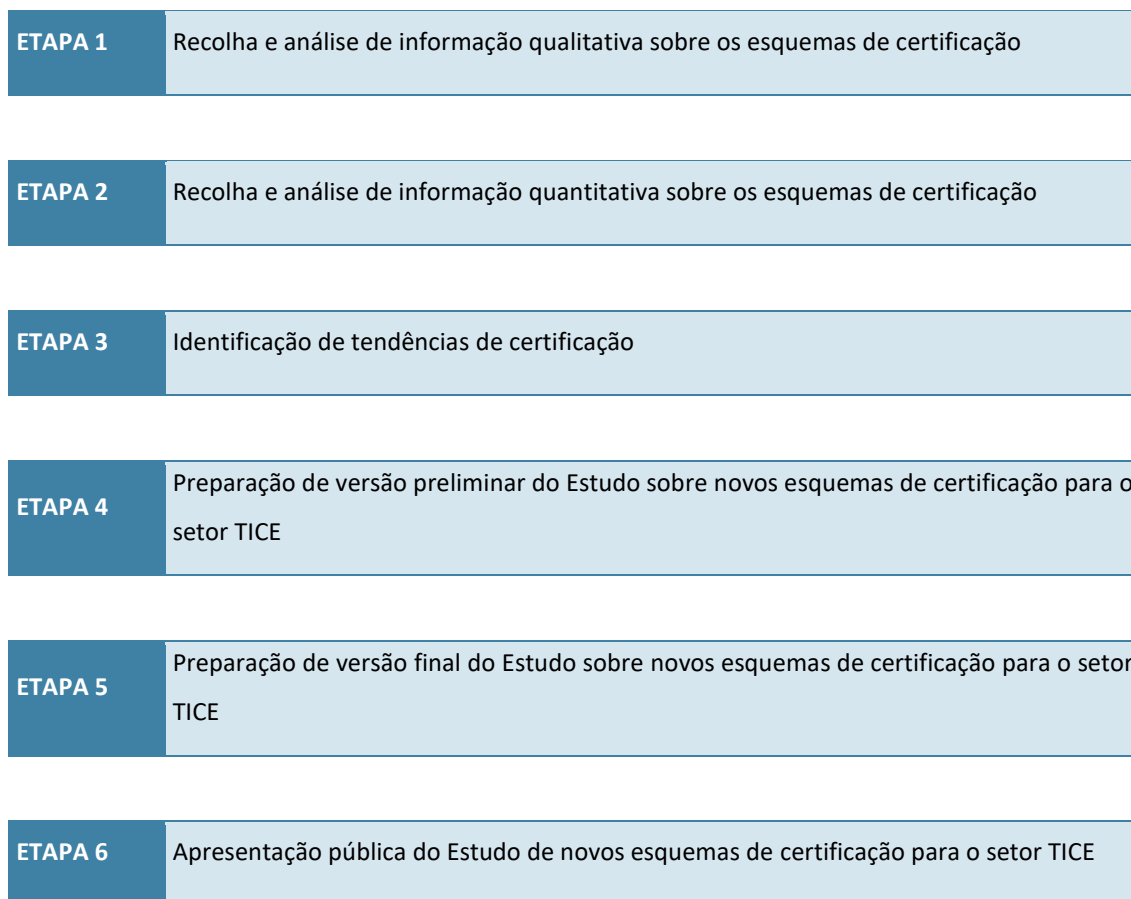 ETAPA 1 Recolha e análise de informação qualitativa sobre os esquemas de certificação
ETAPA 2 Recolha e análise de informação quantitativa sobre os esquemas de certificação
ETAPA 3 Identificação de tendências de certificação
ETAPA 4 Preparação de versão preliminar do Estudo sobre novos esquemas de certificação para o
setor TICE
ETAPA 5 Preparação de versão final do Estudo sobre novos esquemas de certificação para o setor
TICE
ETAPA 6 Apresentação pública do Estudo de novos esquemas de certificação para o setor TICE